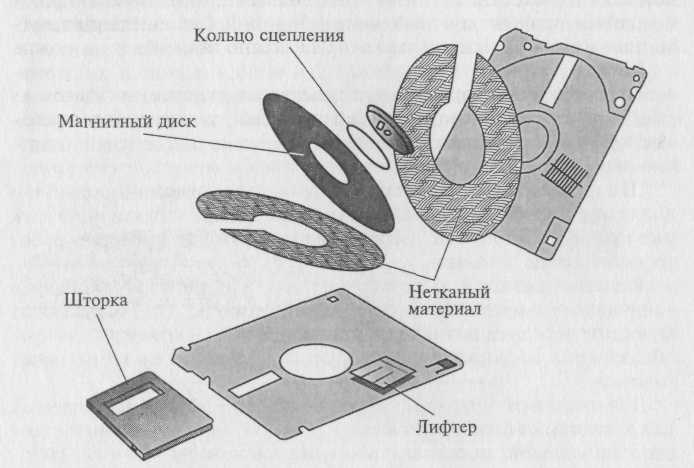 Кольцо сцепления
Магнитный диск
Нетканый
материал
Шторка
Лифтер